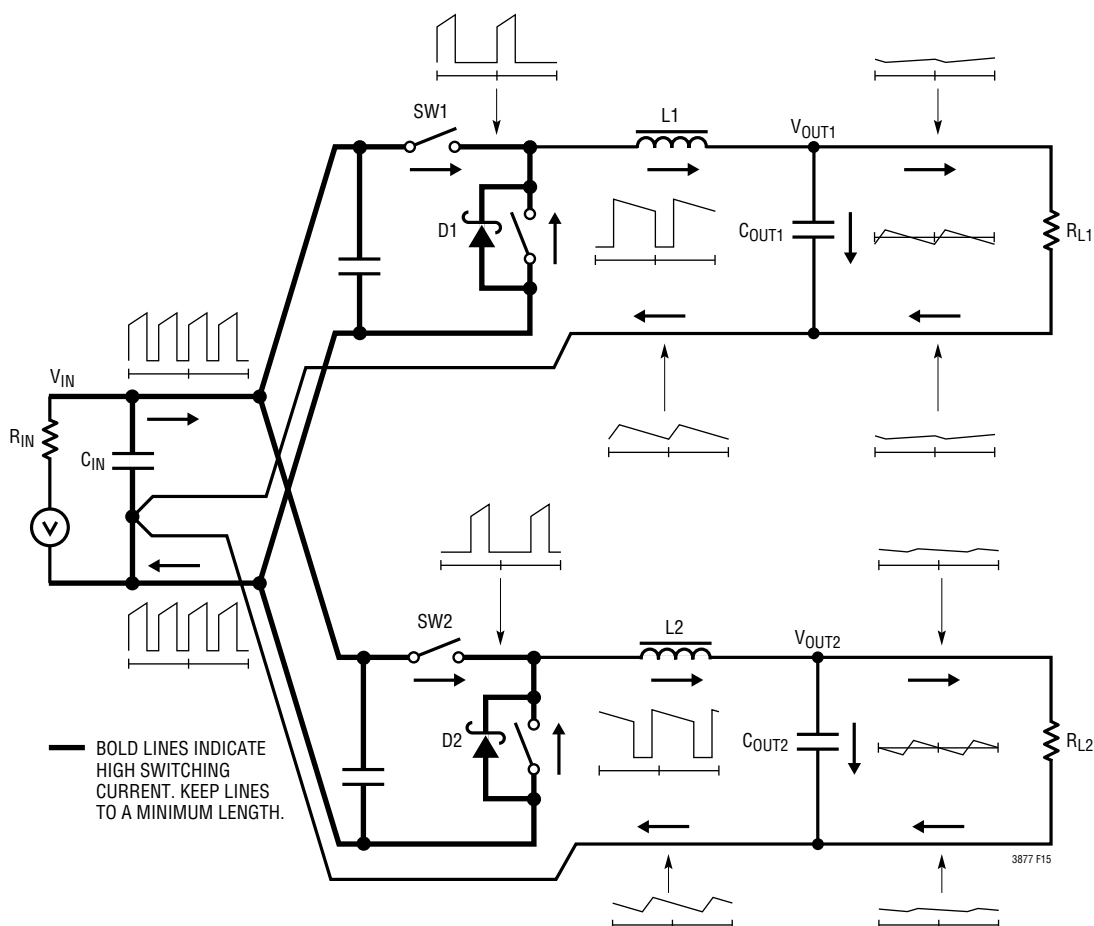 SW1
L1
VOUT1
D1
COUT1
RL1
VIN
RIN
CIN
V
SW2
L2
VOUT2
D2
COUT2
RL2
BOLD LINES INDICATE
HIGH SWITCHING
CURRENT. KEEP LINES
TO A MINIMUM LENGTH.
3877 F15